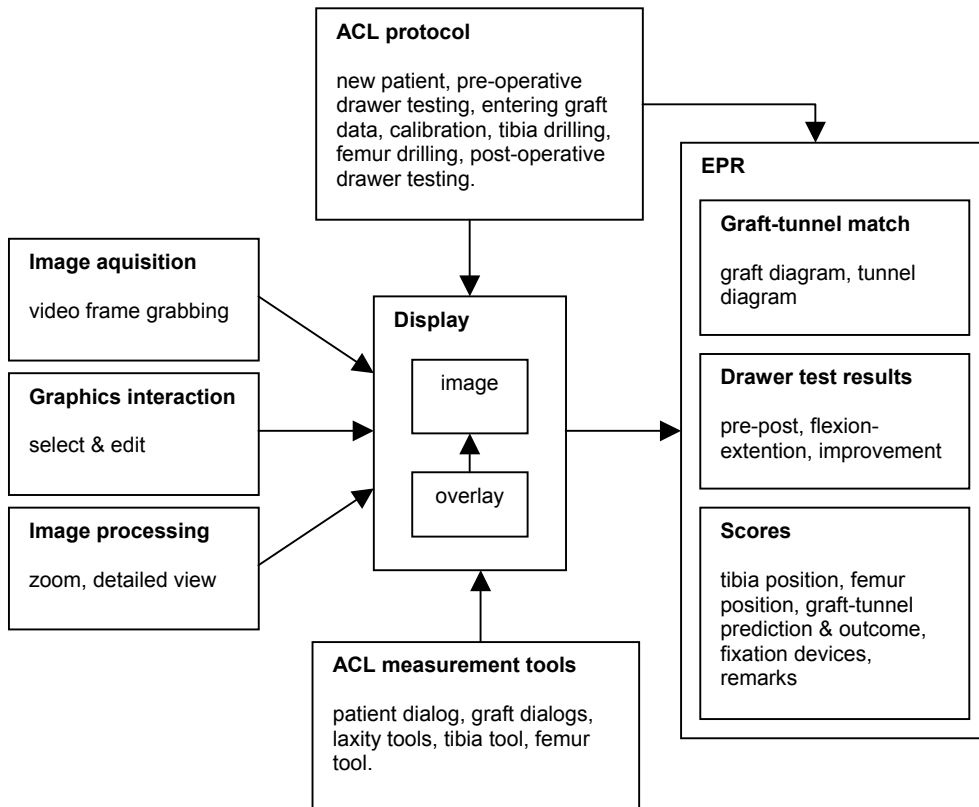 ACL protocol
new patient, pre-operative
drawer testing, entering graft
data, calibration, tibia drilling,
femur drilling, post-operative
drawer testing.
Image aquisition
video frame grabbing
Graphics interaction
select & edit
Image processing
zoom, detailed view
Display
image
overlay
ACL measurement tools
patient dialog, graft dialogs,
laxity tools, tibia tool, femur
tool.
EPR
Graft-tunnel match
graft diagram, tunnel
diagram
Drawer test results
pre-post, flexion-
extention, improvement
Scores
tibia position, femur
position, graft-tunnel
prediction & outcome,
fixation devices,
remarks